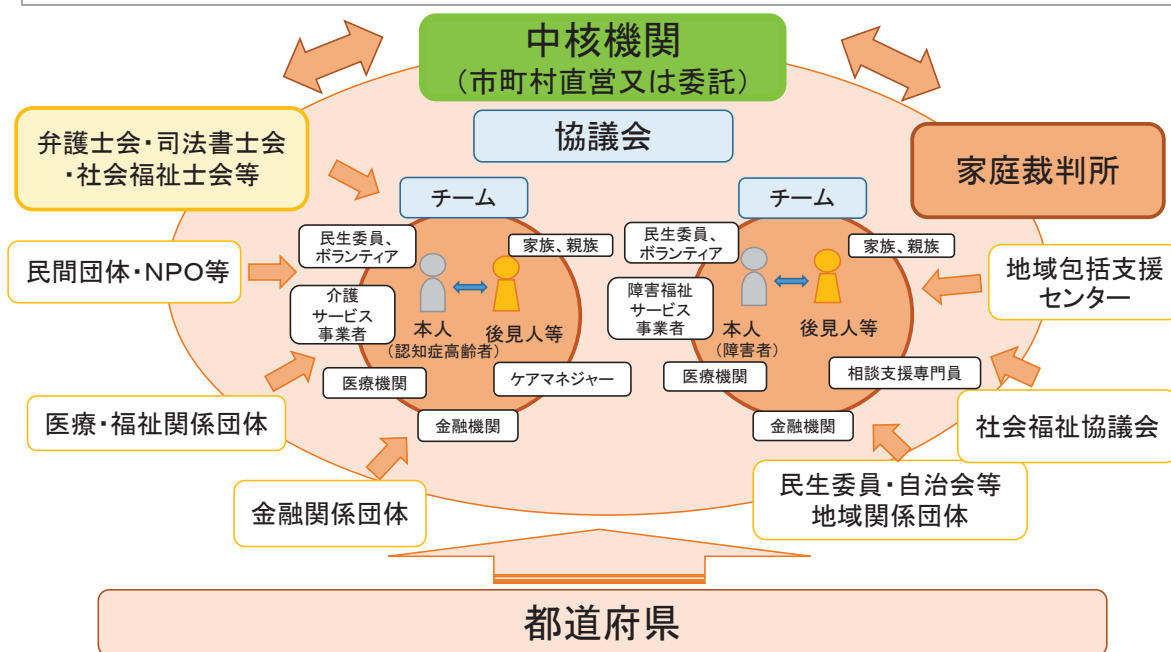 中核機関
（市町村直営又は委託）
協議会
弁護士会・司法書士会
・社会福祉士会等
家庭裁判所
民間団体・NPO等
医療・福祉関係団体
金融関係団体
チーム
民生委員、
ボランティア
家族、親族
介護
サービス
事業者
本人
（認知症高齢者）
後見人等
医療機関
ケアマネジャー
金融機関
チーム
民生委員、
ボランティア
家族、親族
障害福祉
サービス
事業者
本人
（障害者）
後見人等
医療機関
相談支援専門員
金融機関
地域包括支援
センター
社会福祉協議会
民生委員・自治会等
地域関係団体
都道府県